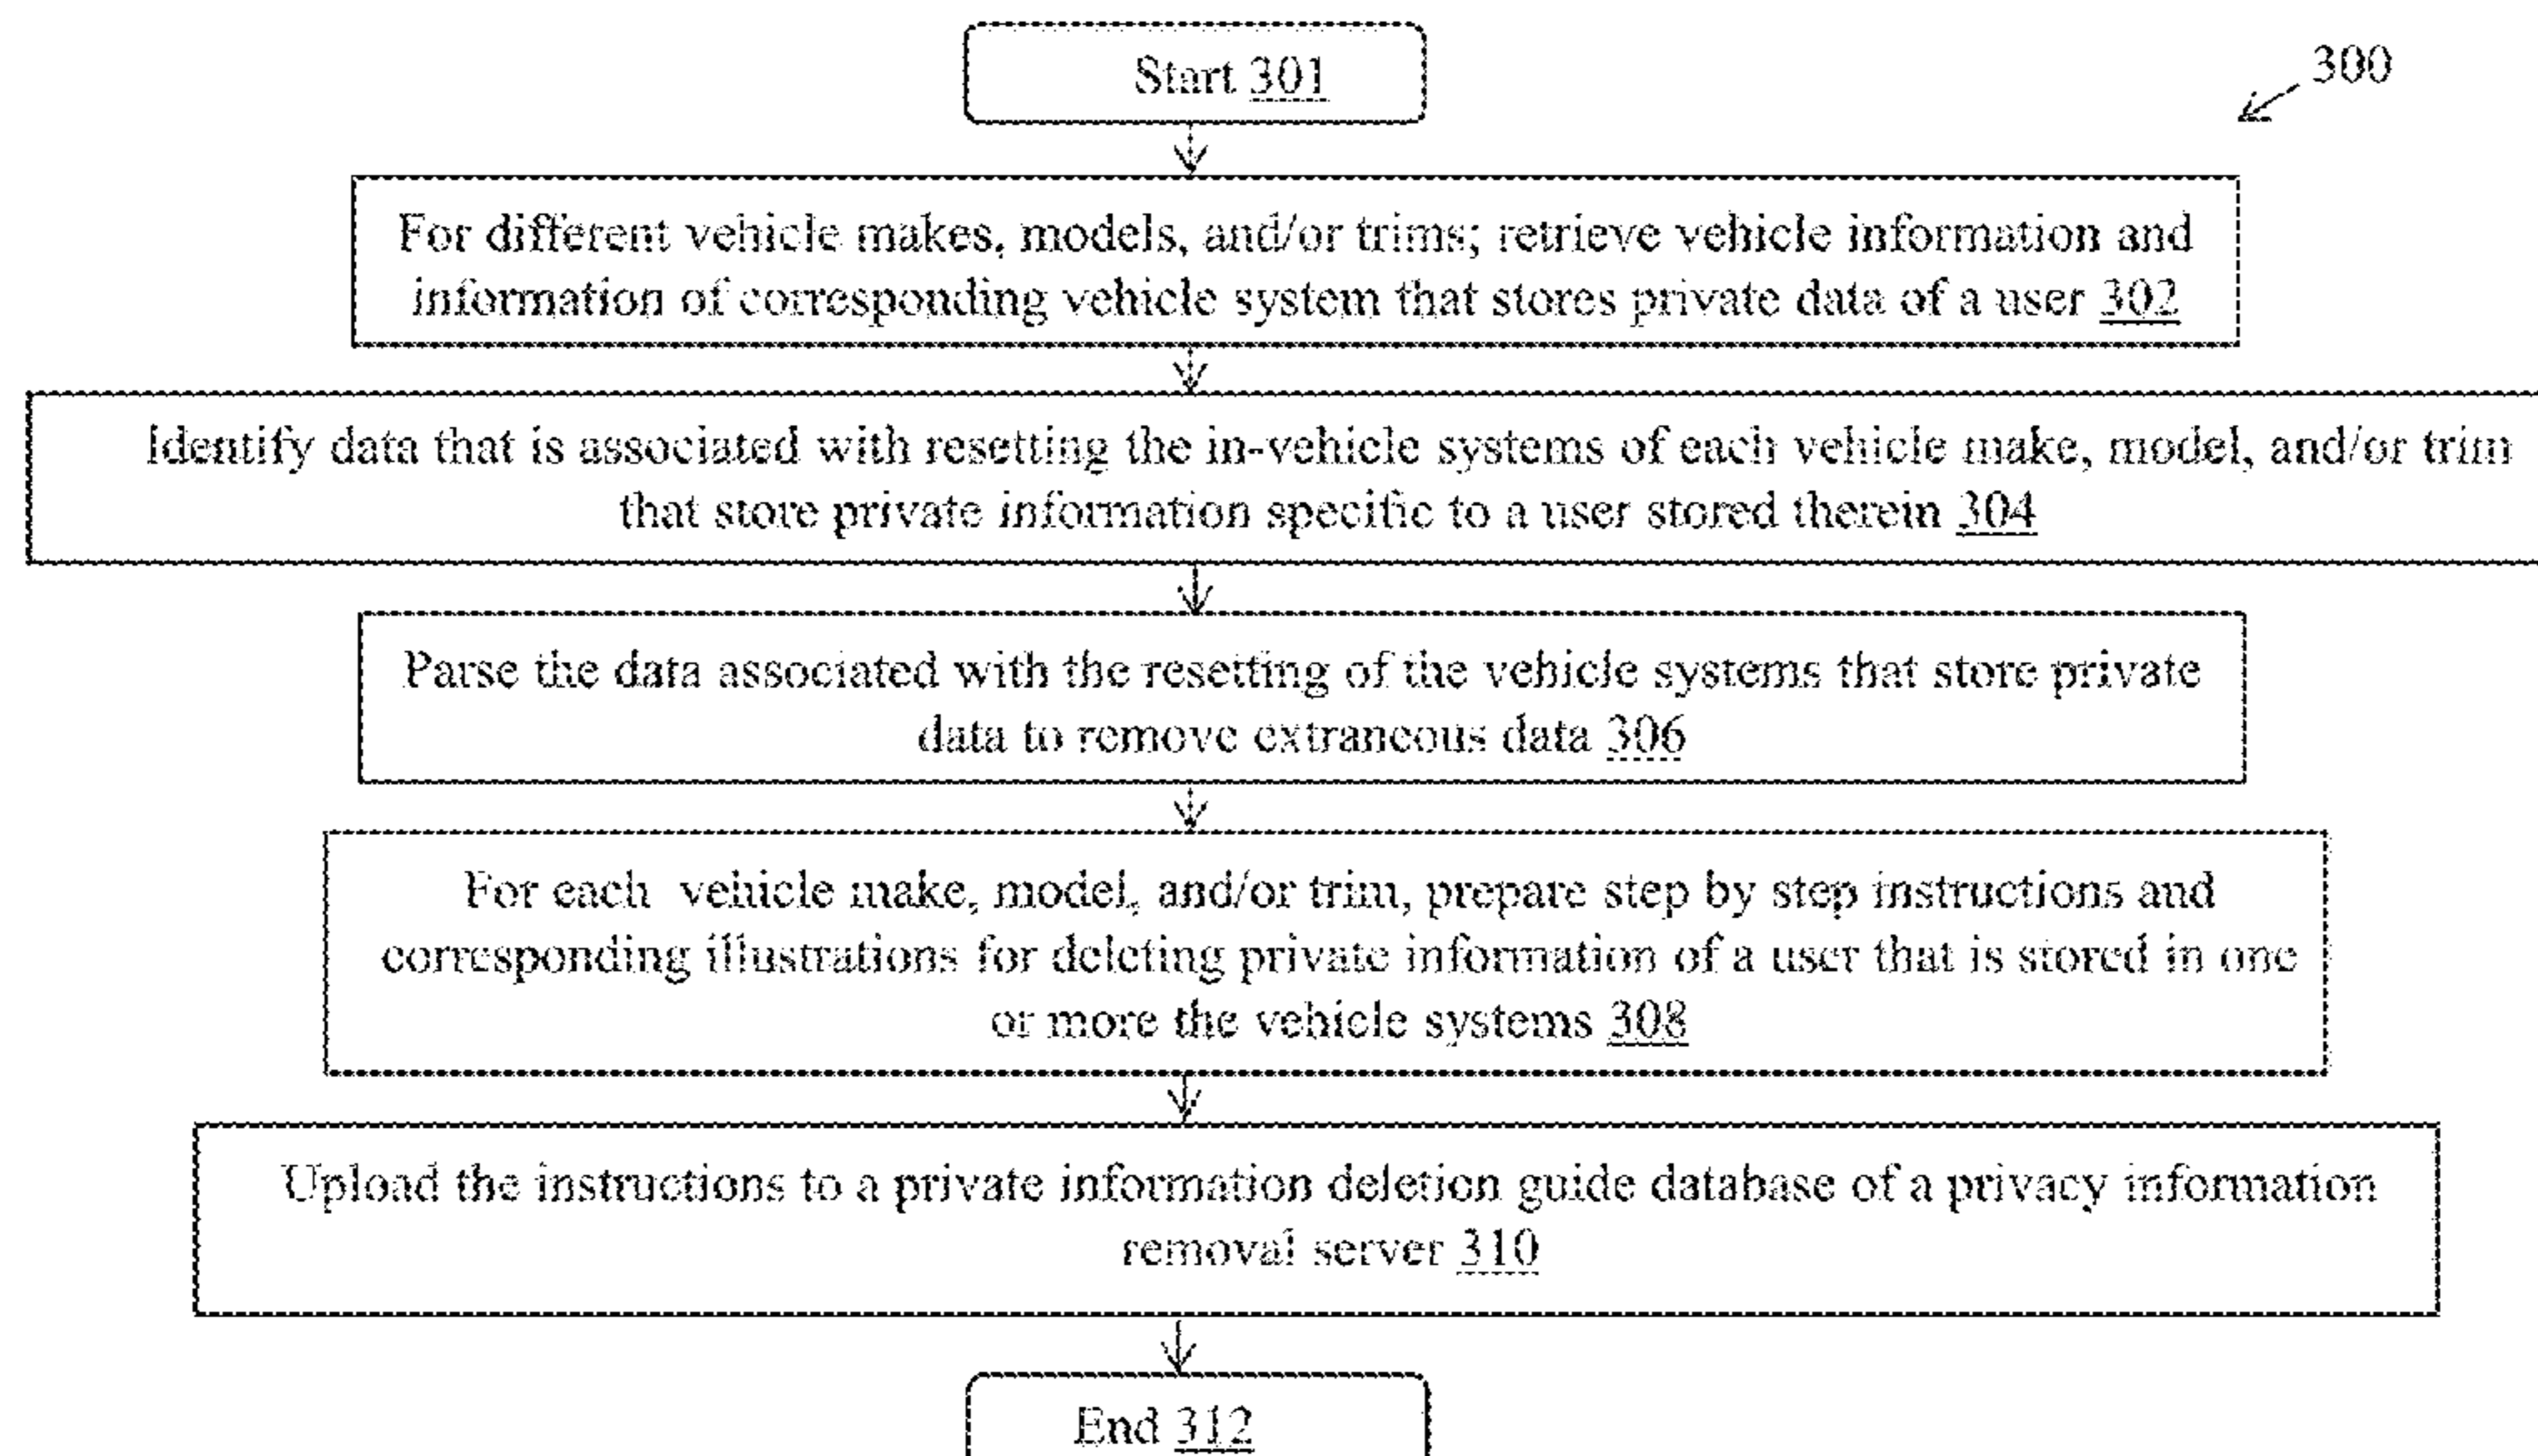 Start 301
300
For different vehicle makes, models, and/or trims; retrieve vehicle information and
information of corresponding vehicle system that stores private data of a user 302
Identify data that is associated with resetting the in-vehicle systems of each vehicle make, model, and/or trim
that store private information specific to a user stored therein 304
Parse the data associated with the resetting of the vehicle systems that store private
data to remove extraneous data 306
For each vehicle make, model, and/or trim, prepare step by step instructions and
corresponding illustrations for deleting private information of a user that is stored in one
or more the vehicle systems 308
Upload the instructions to a private information deletion guide database of a privacy information
removal server 310
End 312